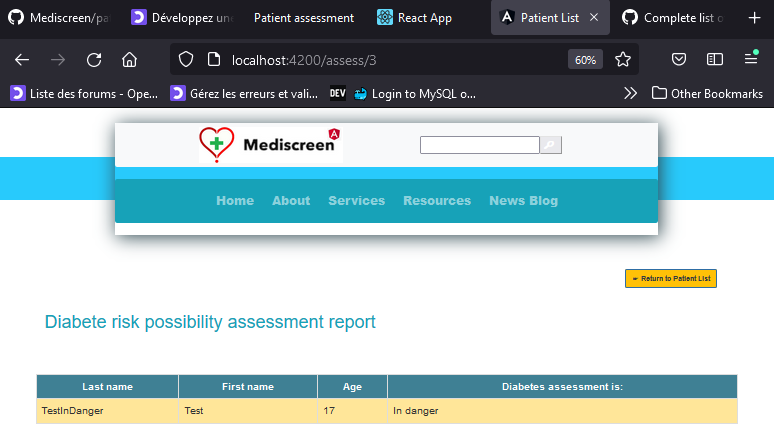 Mediscreen/pa
Développez un
Patient assessment
React App
Patient List
Complete list o
localhost:4200/assess/3
60%
Liste des forums - Ope...
Gérez les erreurs et vali...
DEV
Login to MySQL o...
Other Bookmarks
Mediscreen
Home
About
Services
Resources
News Blog
Return to Patient List
Diabete risk possibility assessment report
Last name
First name
Age
Diabetes assessment is:
TestInDanger
Test
17
In danger